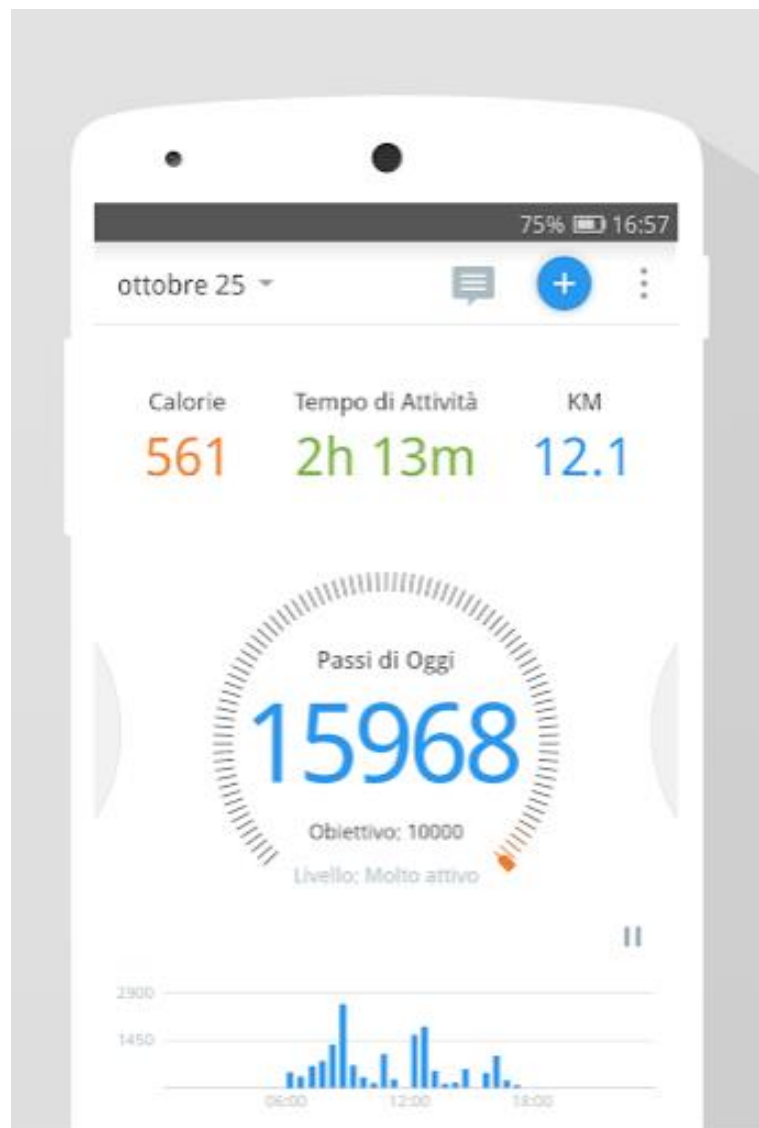 75% 16:57
ottobre 25
Calorie Tempo di Attività KM
561 2h 13m 12.1
Passi di Oggi
15968
Obiettivo: 10000
Livello: Molto attivo
2900
1450
06:00 12:00 18:00